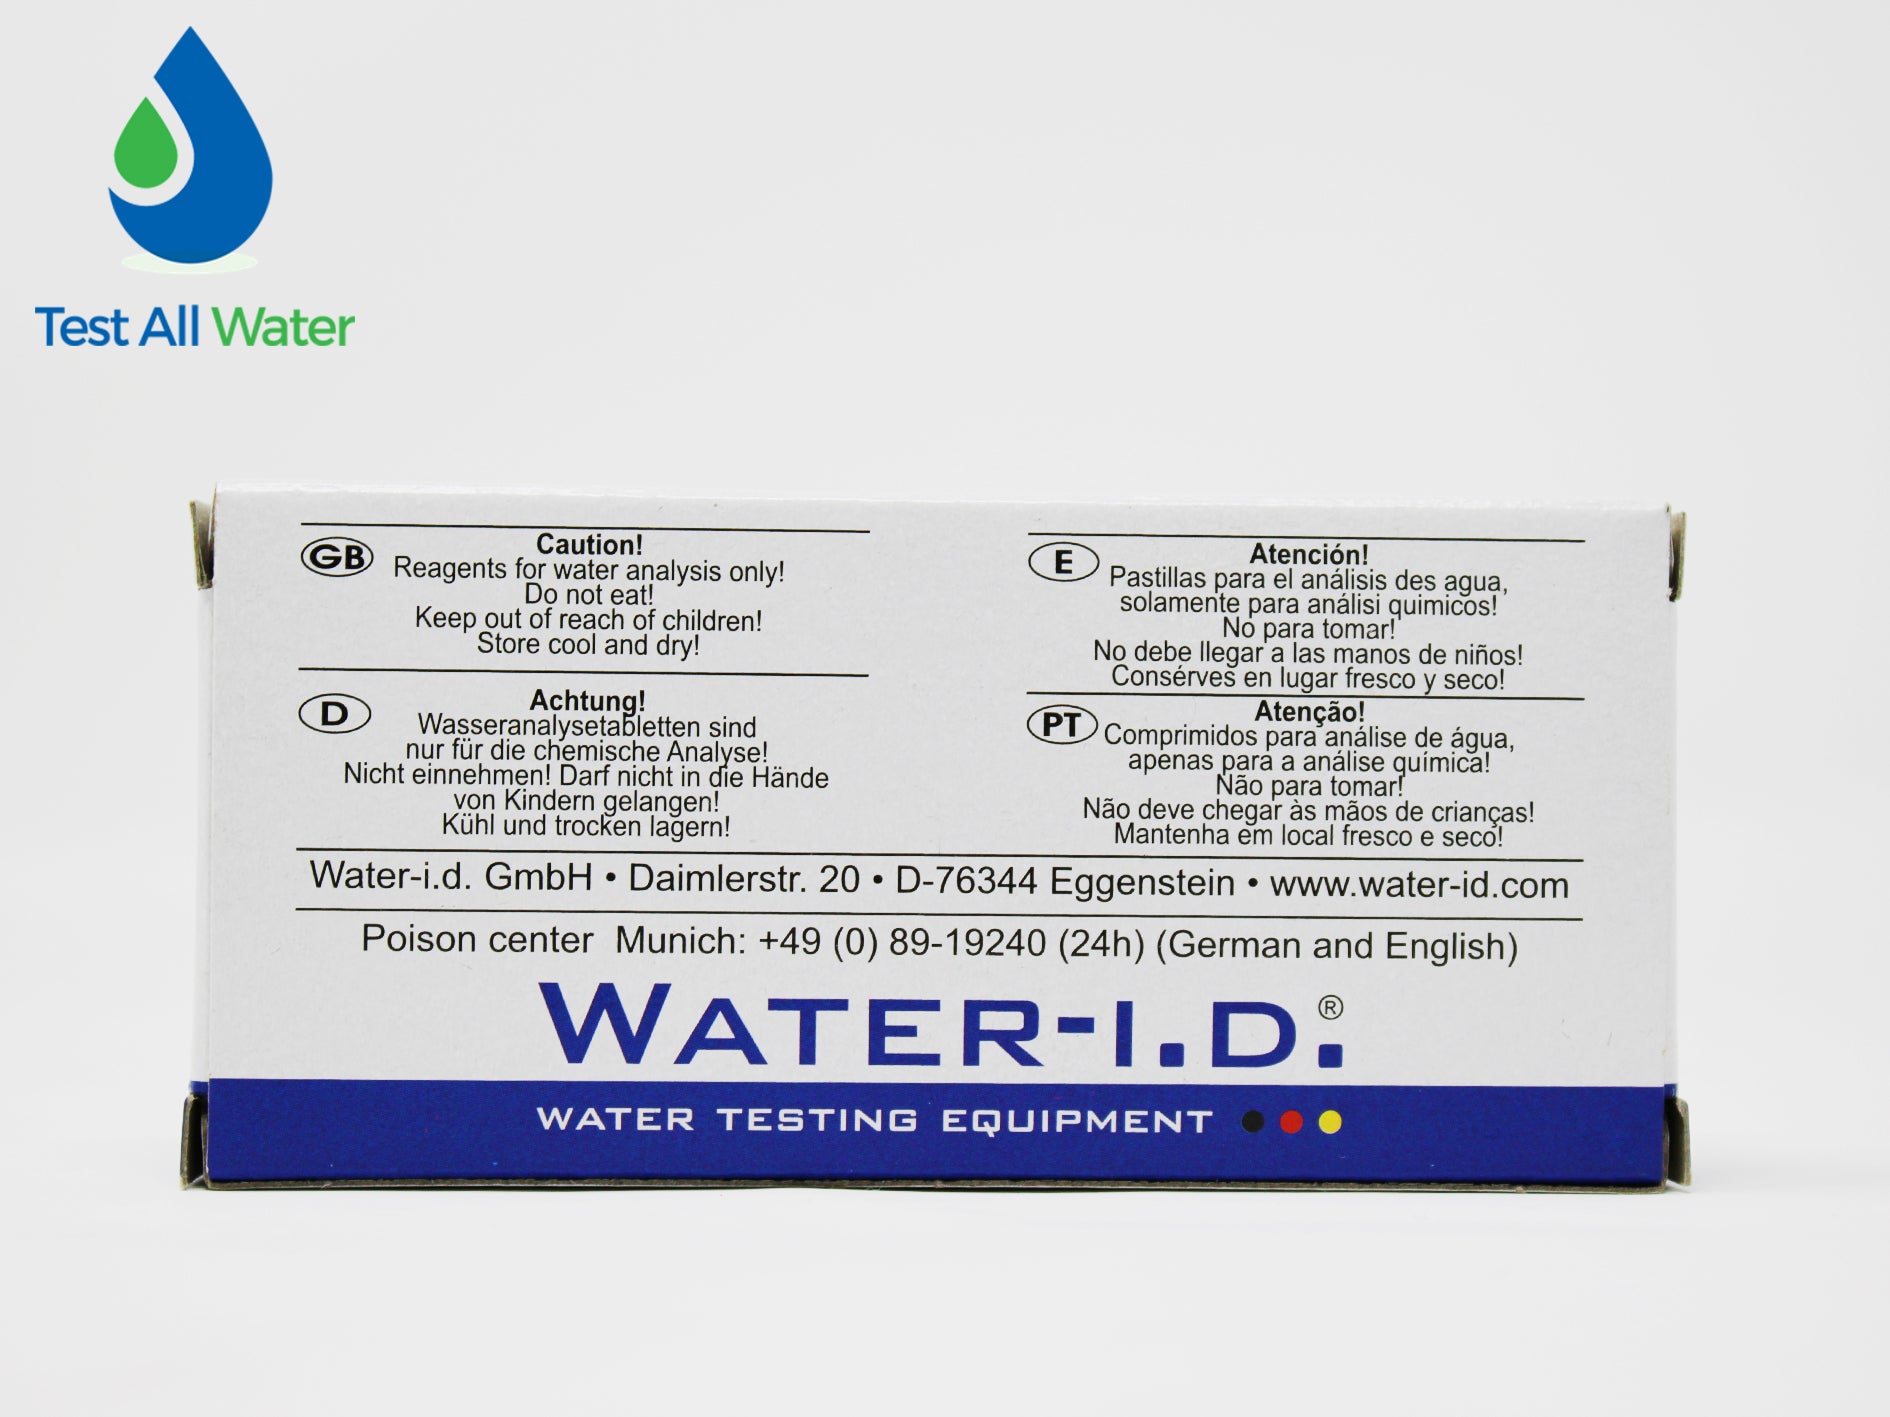 Test All Water
GB
Caution!
Reagents for water analysis only!
Do not eat!
Keep out of reach of children!
Store cool and dry!
D
Achtung!
Wasseranalysetabletten sind
nur für die chemische Analyse!
Nicht einnehmen! Darf nicht in die Hände
von Kindern gelangen!
Kühl und trocken lagern!
E
Atención!
Pastillas para el análisis des agua,
solamente para análisi quimicos!
No para tomar!
No debe llegar a las manos de niños!
Consérves en lugar fresco y seco!
PT
Atenção!
Comprimidos para análise de água,
apenas para a análise química!
Não para tomar!
Não deve chegar às mãos de crianças!
Mantenha em local fresco e seco!
Water-i.d. GmbH • Daimlerstr. 20 • D-76344 Eggenstein • www.water-id.com
Poison center Munich: +49 (0) 89-19240 (24h) (German and English)
WATER-I.D.®
WATER TESTING EQUIPMENT